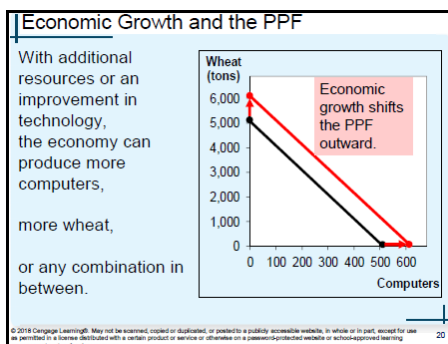 Economic Growth and the PPF
With additional
resources or an
improvement in
technology,
the economy can
produce more
computers,
more wheat,
or any combination in
between.
Wheat
(tons)
6,000
5,000
4,000
3,000
2,000
1,000
0
Economic
growth shifts
the PPF
outward.
0 100 200 300 400 500 600
Computers
© 2018 Cengage Learning®. May not be scanned, copied or duplicated, or posted to a publicly accessible website, in whole or in part, except for use
as permitted in a license distributed with a certain product or service or otherwise on a password-protected website or school-approved learning
20